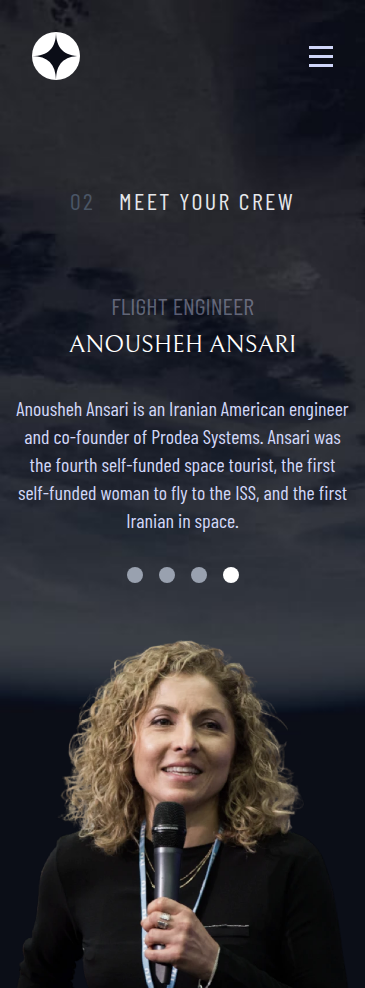 02 MEET YOUR CREW
FLIGHT ENGINEER
ANOUSHEH ANSARI
Anousheh Ansari is an Iranian American engineer
and co-founder of Prodea Systems. Ansari was
the fourth self-funded space tourist, the first
self-funded woman to fly to the ISS, and the first
Iranian in space.